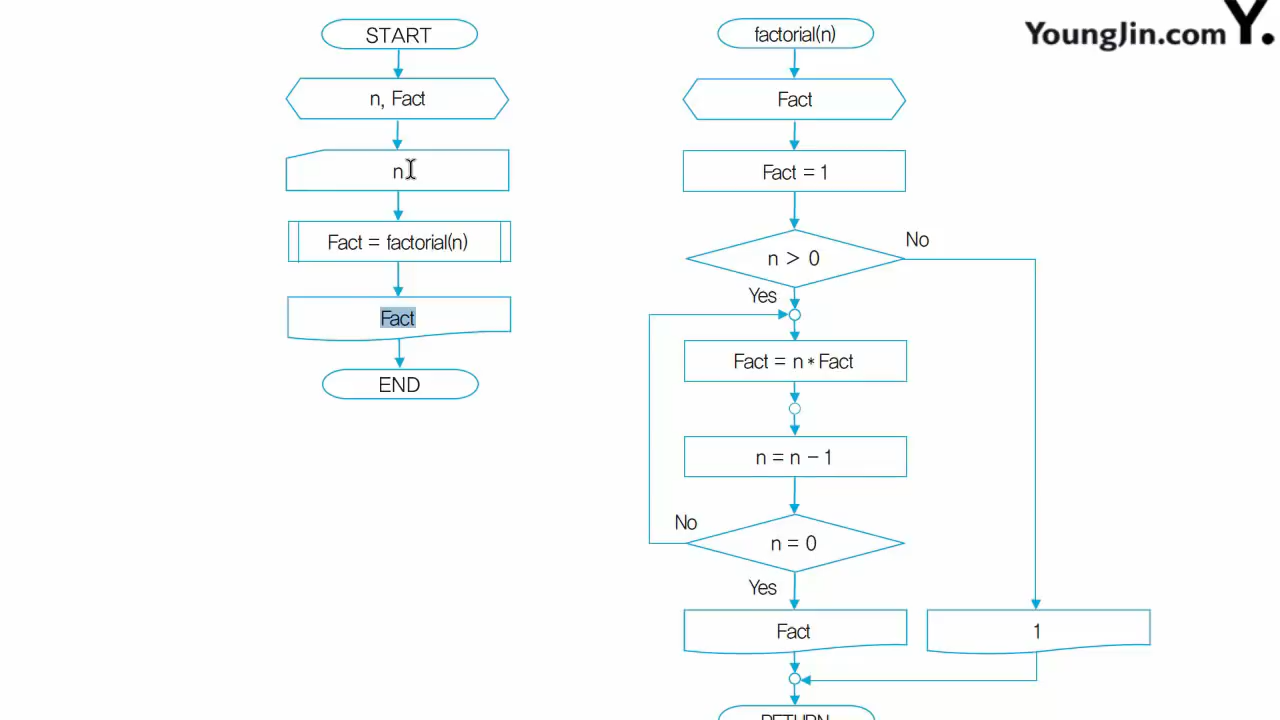 YoungJin.com Y.
START
n, Fact
n
Fact = factorial(n)
Fact
END
factorial(n)
Fact
Fact = 1
n > 0
No
Yes
Fact = n * Fact
n = n - 1
No
n = 0
Yes
Fact
1
RETURN